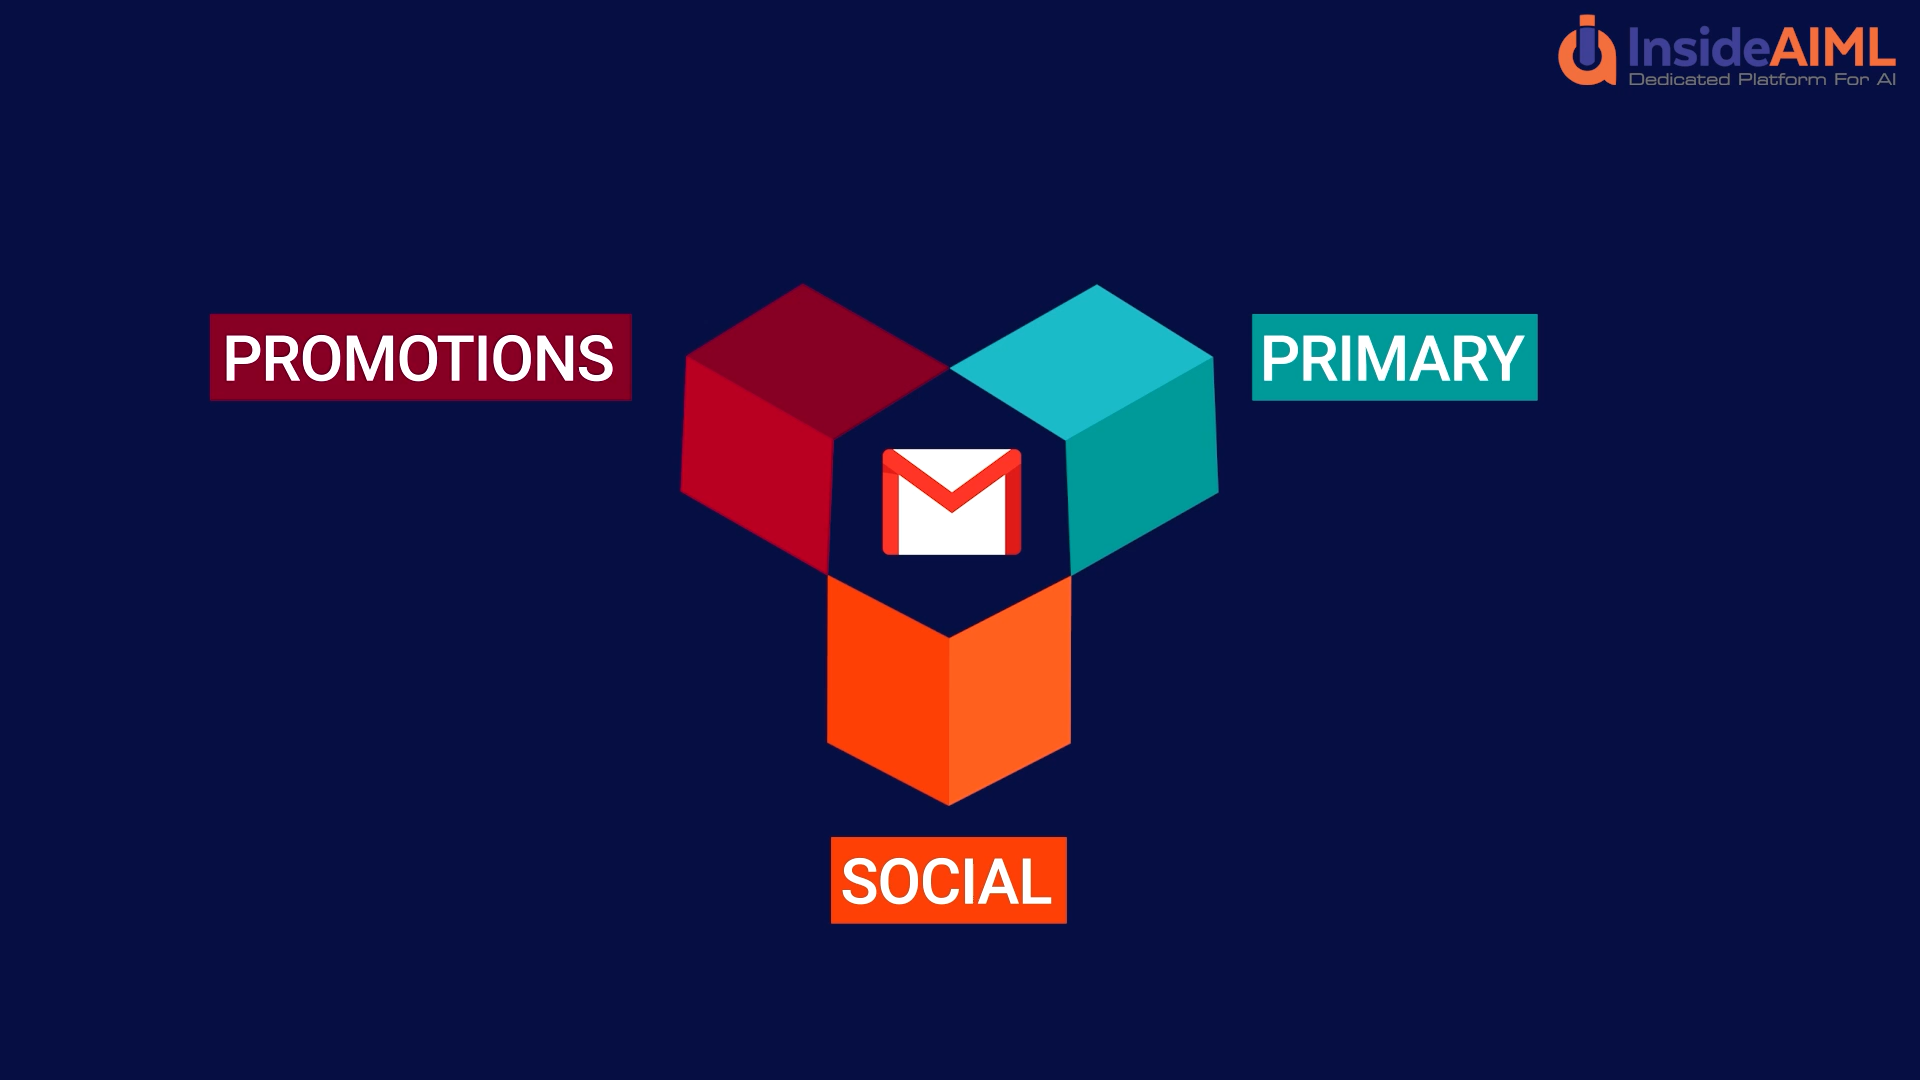 InsideAIML
Dedicated Platform For AI
PROMOTIONS
PRIMARY
SOCIAL